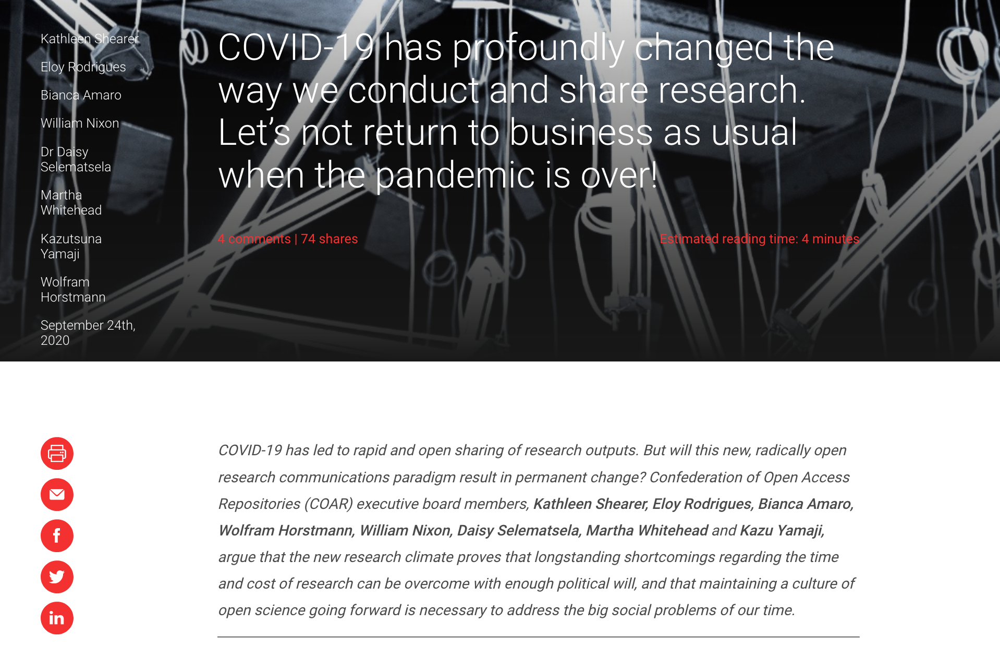 Kathleen Shearer
Eloy Rodrigues
Bianca Amaro
William Nixon
Dr Daisy
Selematsela
Martha
Whitehead
Kazutsuna
Yamaji
Wolfram
Horstmann
September 24th,
2020
COVID-19 has profoundly changed the
way we conduct and share research.
Let’s not return to business as usual
when the pandemic is over!
4 comments | 74 shares
Estimated reading time: 4 minutes
COVID-19 has led to rapid and open sharing of research outputs. But will this new, radically open
research communications paradigm result in permanent change? Confederation of Open Access
Repositories (COAR) executive board members, Kathleen Shearer, Eloy Rodrigues, Bianca Amaro,
Wolfram Horstmann, William Nixon, Daisy Selematsela, Martha Whitehead and Kazu Yamaji,
argue that the new research climate proves that longstanding shortcomings regarding the time
and cost of research can be overcome with enough political will, and that maintaining a culture of
open science going forward is necessary to address the big social problems of our time.